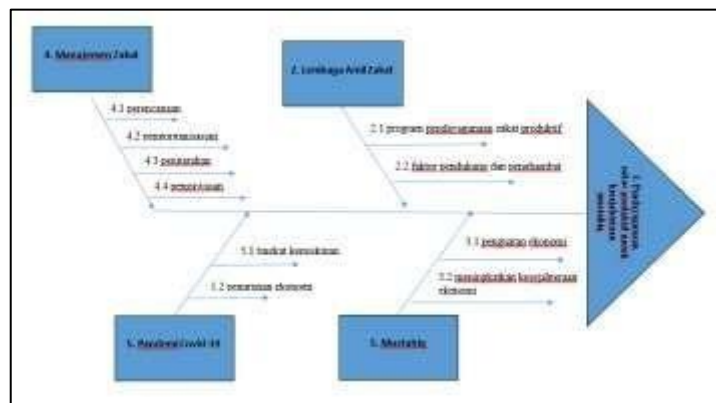 4. Manajemen Zakat
2. Lembaga Amil Zakat
4.1 perencanaan
4.2 pengorganisasian
4.3 pengarahan
4.4 pengawasan
2.1 program pendayagunaan zakat produktif
2.2 faktor pendukung dan penghambat
1. Pendayagunaan
zakat produktif untuk
kesejahteraan
mustahiq
5.1 tingkat kemiskinan
5.2 penurunan ekonomi
3.1 penguatan ekonomi
3.2 meningkatkan kesejahteraan
ekonomi
5. Pandemi Covid-19
3. Mustahiq